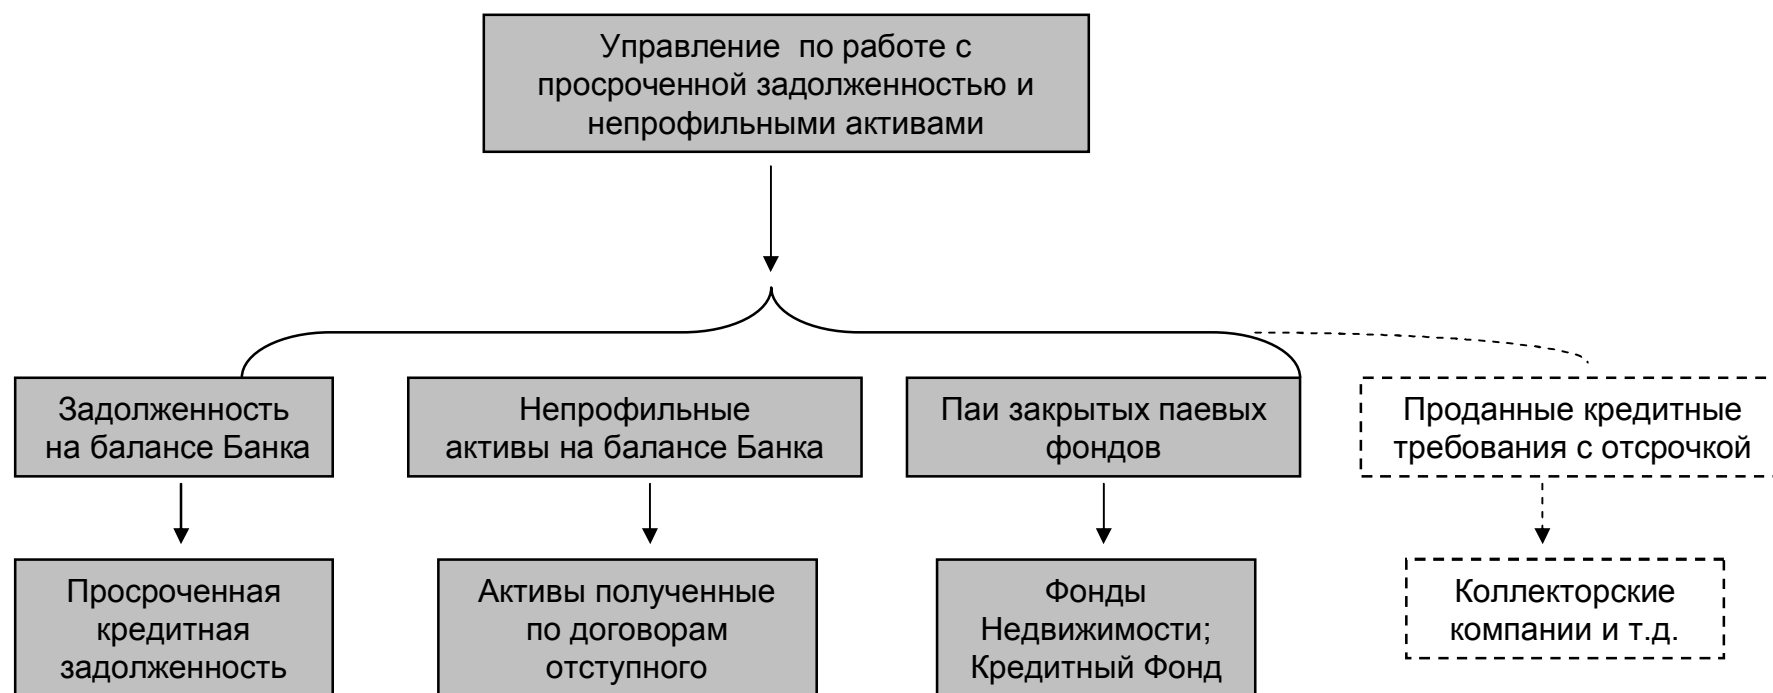 Управление по работе с
просроченной задолженностью и
непрофильными активами
Задолженность
на балансе Банка
Непрофильные
активы на балансе Банка
Паи закрытых паевых
фондов
Проданные кредитные
требования с отсрочкой
Просроченная
кредитная
задолженность
Активы полученные
по договорам
отступного
Фонды
Недвижимости;
Кредитный Фонд
Коллекторские
компании и т.д.